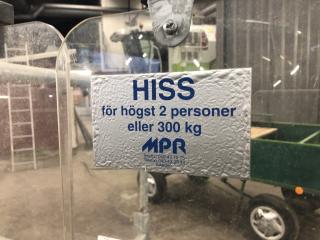 HISS
för högst 2 personer
eller 300 kg
MPR